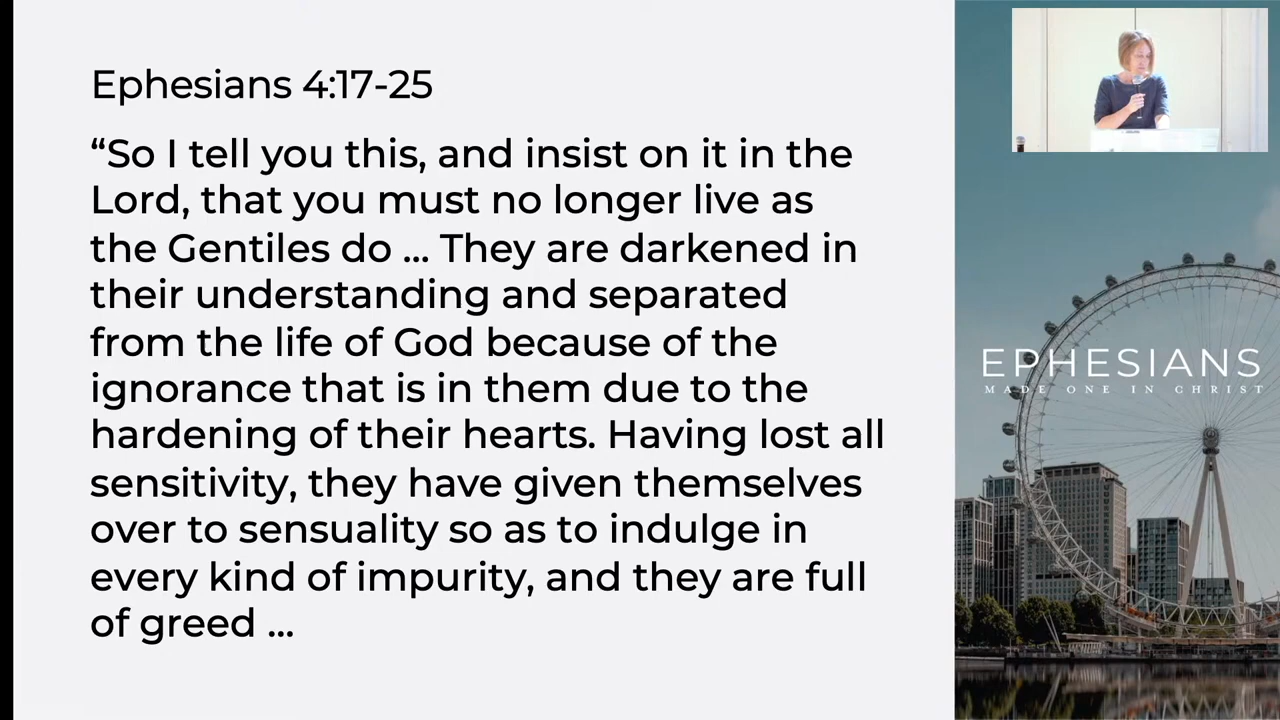 Ephesians 4:17-25
“So I tell you this, and insist on it in the
Lord, that you must no longer live as
the Gentiles do ... They are darkened in
their understanding and separated
from the life of God because of the
ignorance that is in them due to the
hardening of their hearts. Having lost all
sensitivity, they have given themselves
over to sensuality so as to indulge in
every kind of impurity, and they are full
of greed ...
EPHESIANS
MADE ONE IN CHRIST